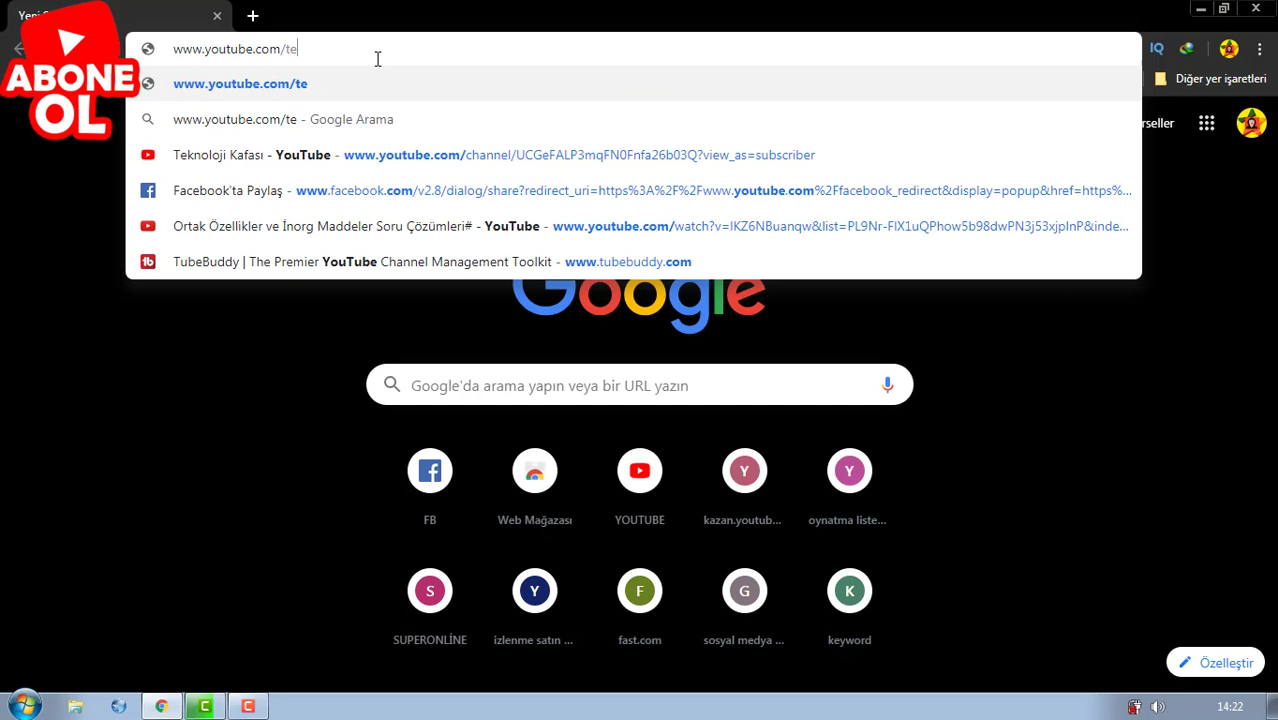 Yeni S
www.youtube.com/te
ABONE
OL
www.youtube.com/te
www.youtube.com/te - Google Arama
Teknoloji Kafası - YouTube - www.youtube.com/channel/UCGeFALP3mqFN0Fnfa26b03Q?view_as=subscriber
Facebook'ta Paylaş - www.facebook.com/v2.8/dialog/share?redirect_uri=https%3A%2F%2Fwww.youtube.com%2Ffacebook_redirect&display=popup&href=https%...
Ortak Özellikler ve İnorg Maddeler Soru Çözümleri# - YouTube - www.youtube.com/watch?v=IKZ6NBuanqw&list=PL9Nr-FIX1uQPhow5b98dwPN3j53xjpInP&inde...
TubeBuddy | The Premier YouTube Channel Management Toolkit - www.tubebuddy.com
IQ
Diğer yer işaretleri
rseller
Google
Google'da arama yapın veya bir URL yazın
FB
Web Mağazası
YOUTUBE
Y
kazan.youtub...
Y
oynatma liste...
S
SUPERONLİNE
Y
izlenme satın ...
F
fast.com
G
sosyal medya ...
K
keyword
Özelleştir
14:22